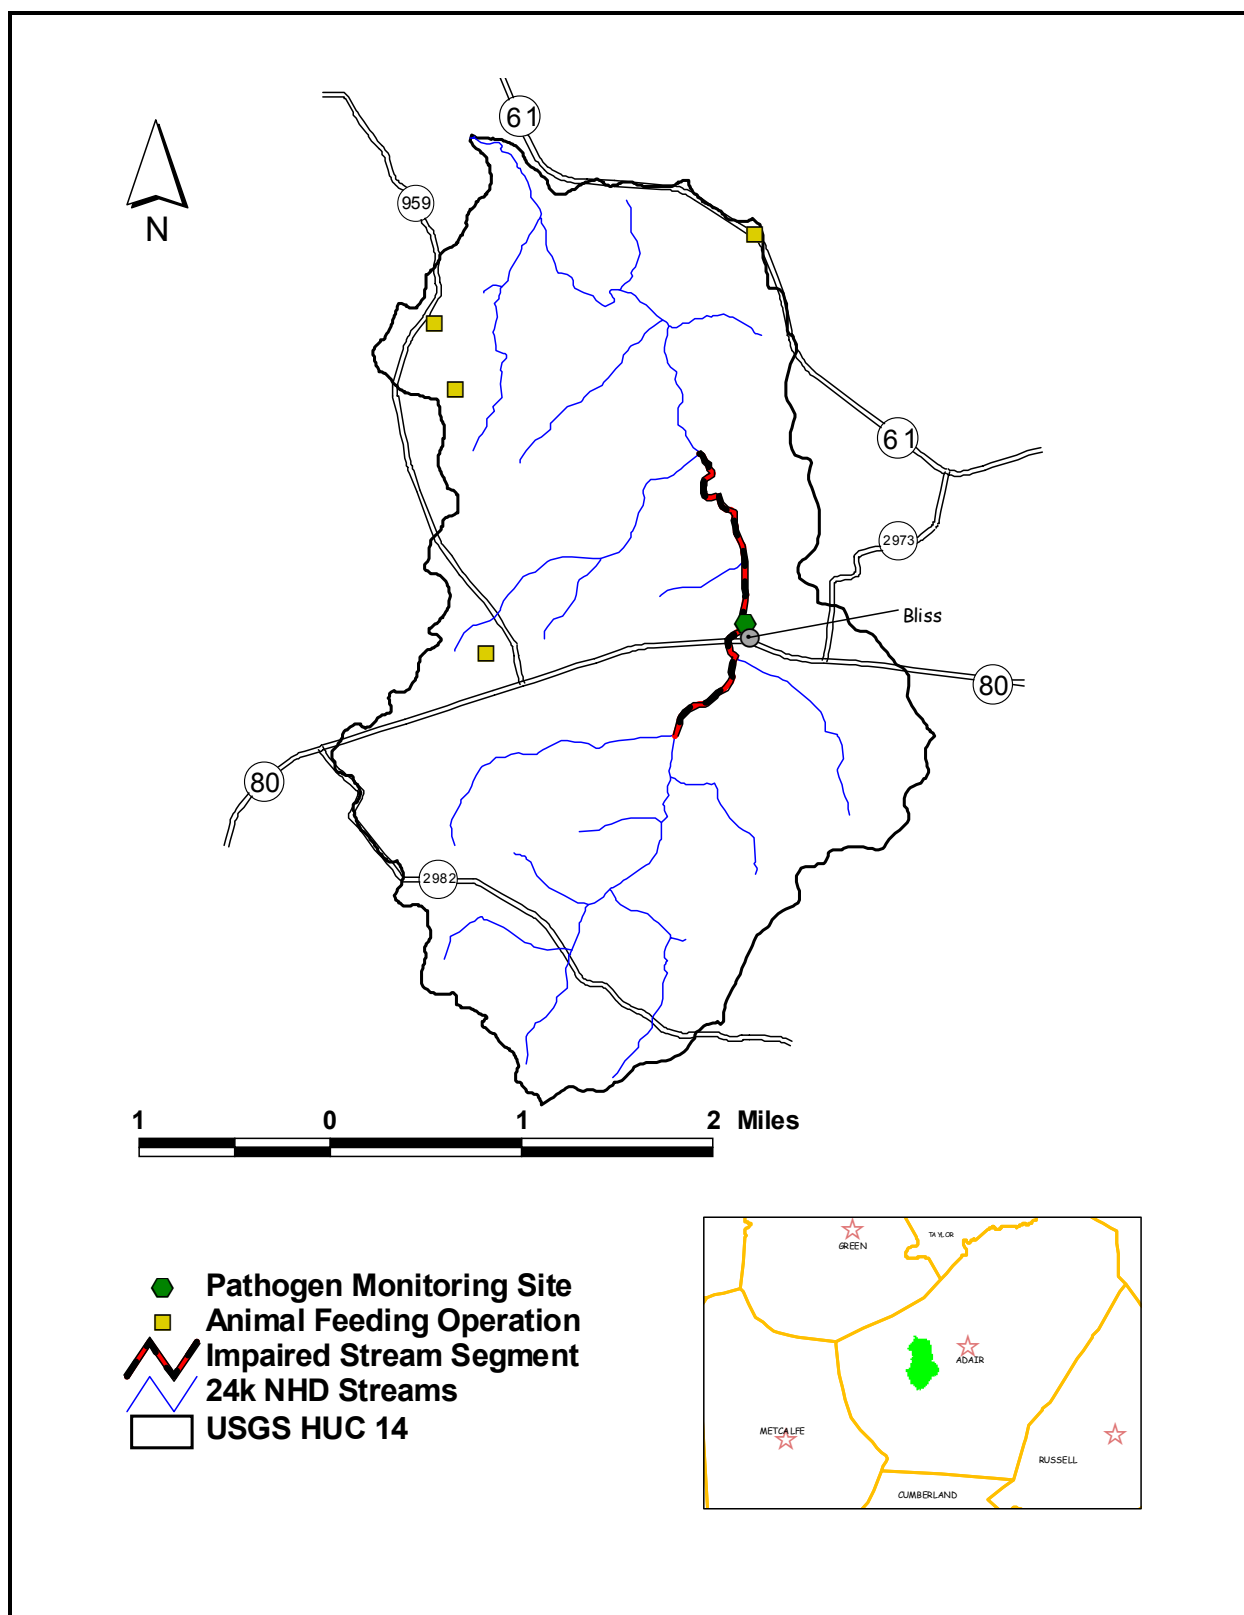 61
959
N
61
2973
Bliss
80
80
2982
1 0 1 2 Miles
Pathogen Monitoring Site
Animal Feeding Operation
Impaired Stream Segment
24k NHD Streams
USGS HUC 14
TAYLOR
GREEN
ADAIR
METCALFE
RUSSELL
CUMBERLAND